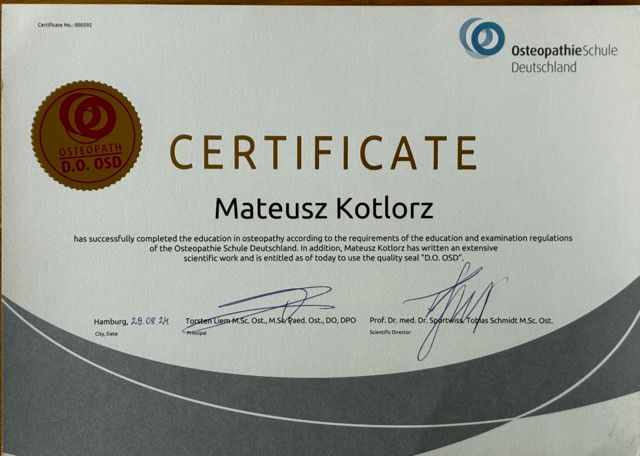 Certificate No.: 000592
OsteopathieSchule
Deutschland
OSTEOPATH
D.O. OSD
CERTIFICATE
Mateusz Kotlorz
has successfully completed the education in osteopathy according to the requirements of the education and examination regulations
of the Osteopathie Schule Deutschland. In addition, Mateusz Kotlorz has written an extensive
scientific work and is entitled as of today to use the quality seal "D.O. OSD".
Hamburg, 29.08.24
City, Date
Torsten Liem M.Sc. Ost., M.Sc. Paed. Ost., DO, DPO
Principal
Prof. Dr. med. Dr. Sportwiss. Tobias Schmidt M.Sc. Ost.
Scientific Director